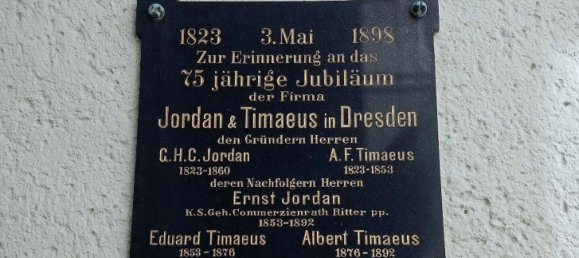 1823 3. Mai 1898
Zur Erinnerung an das
75 jährige Jubiläum
der Firma
Jordan & Timaeus in Dresden
den Gründern Herren
G.H.C. Jordan A.F. Timaeus
1823-1860 1823-1853
deren Nachfolgern Herren
Ernst Jordan
K.S. Geh. Commerzienrath Ritter pp.
1853-1892
Eduard Timaeus Albert Timaeus
1853-1876 1876-1892